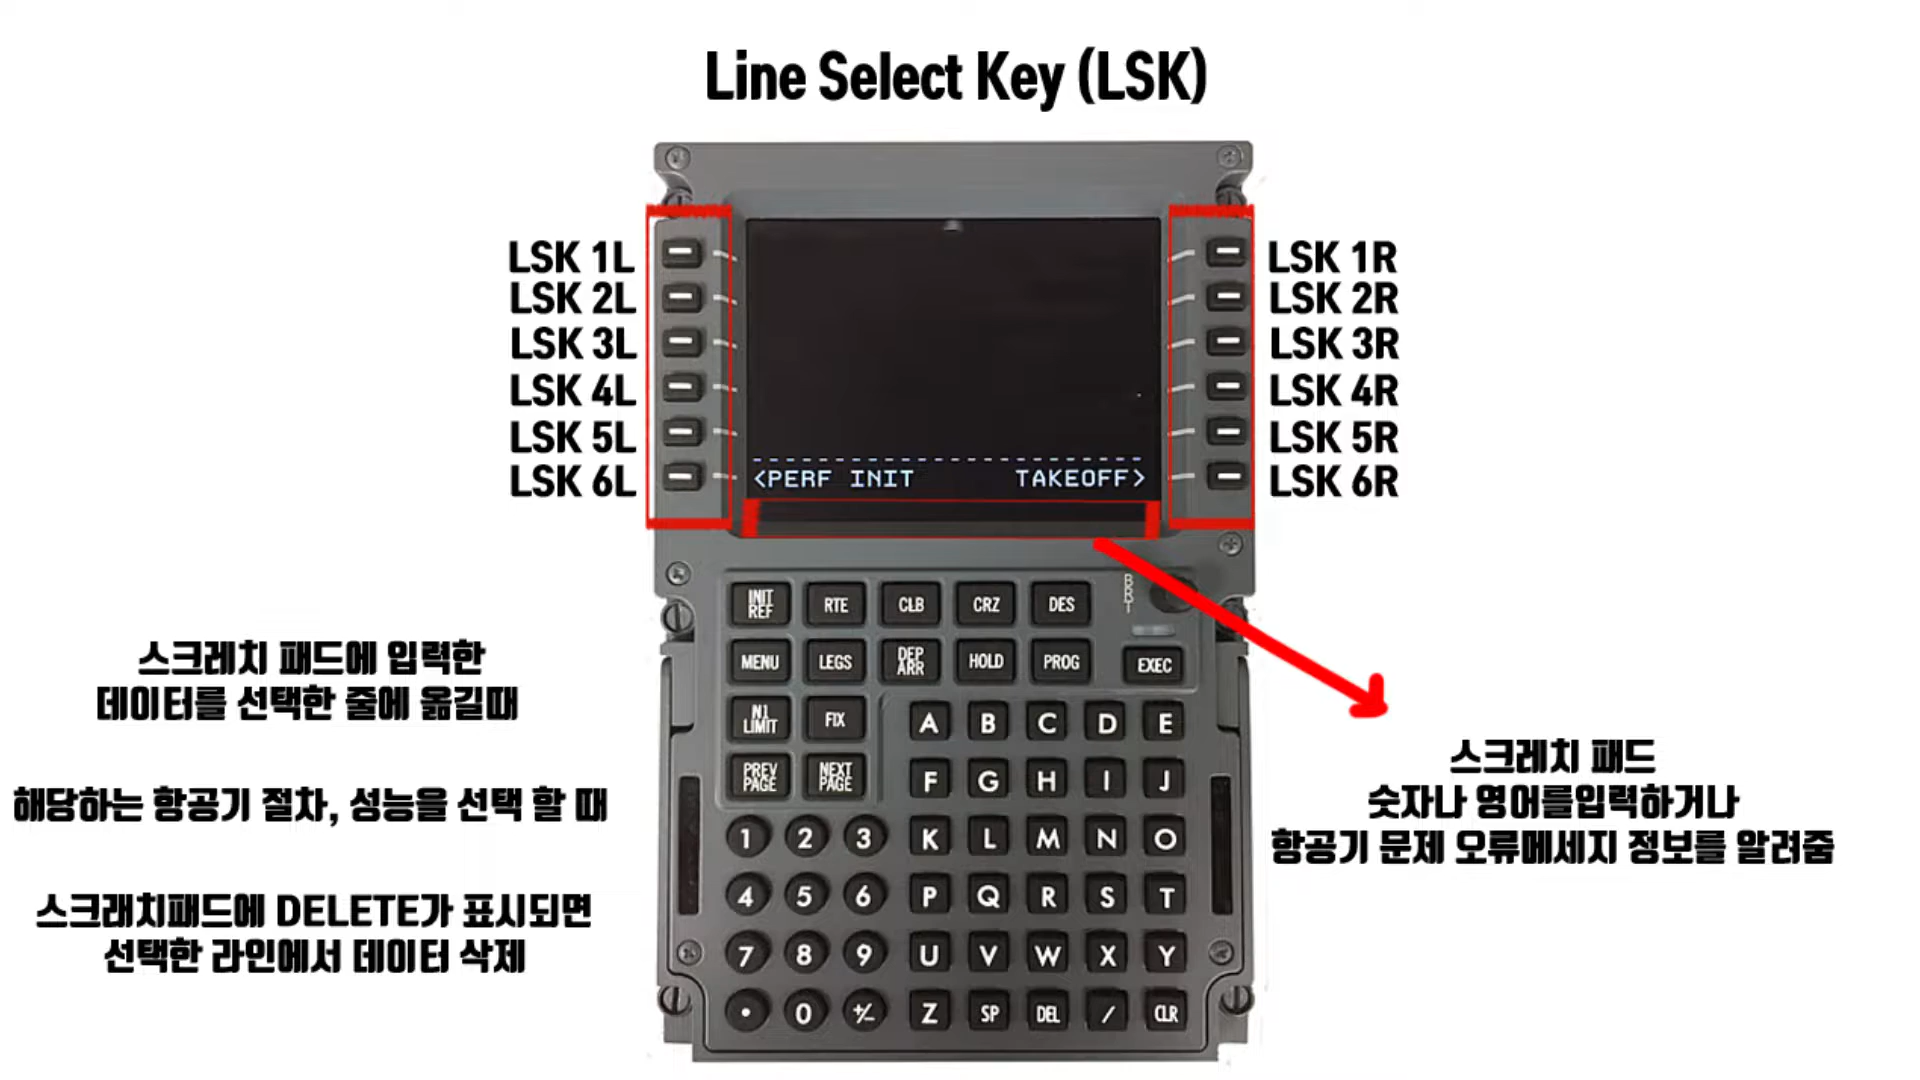 Line Select Key (LSK)
LSK 1L
LSK 2L
LSK 3L
LSK 4L
LSK 5L
LSK 6L
LSK 1R
LSK 2R
LSK 3R
LSK 4R
LSK 5R
LSK 6R
<PERF INIT TAKEOFF>
INIT REF RTE CLB CRZ DES
BRT
MENU LEGS DEP ARR HOLD PROG EXEC
N1 LIMIT FIX A B C D E
PREV PAGE NEXT PAGE F G H I J
1 2 3 K L M N O
4 5 6 P Q R S T
7 8 9 U V W X Y
. 0 +/- Z SP DEL / CLR
스크레치 패드에 입력한
데이터를 선택한 줄에 옮길때
해당하는 항공기 절차, 성능을 선택 할 때
스크래치패드에 DELETE가 표시되면
선택한 라인에서 데이터 삭제
스크레치 패드
숫자나 영어를입력하거나
항공기 문제 오류메세지 정보를 알려줌